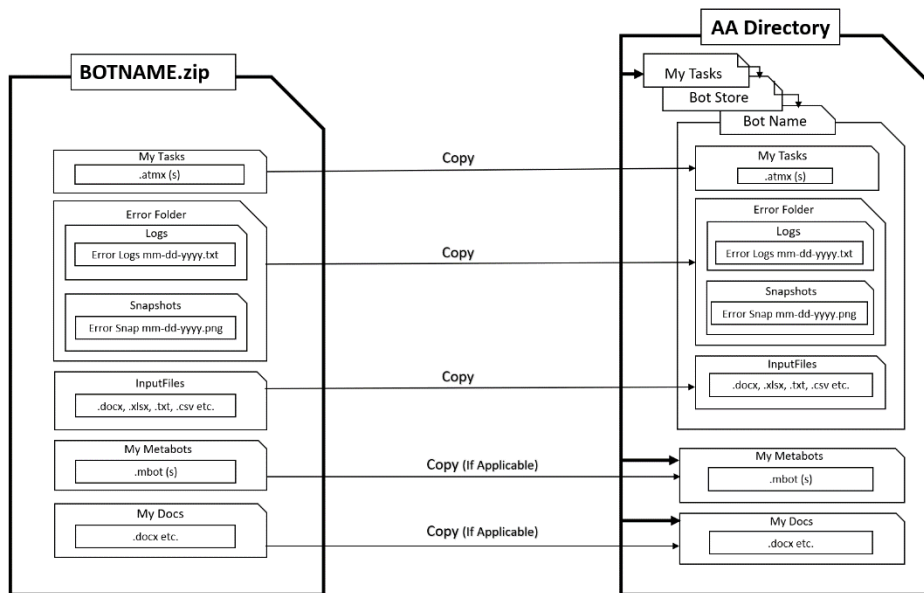 BOTNAME.zip
My Tasks
.atmx (s)
Error Folder
Logs
Error Logs mm-dd-yyyy.txt
Snapshots
Error Snap mm-dd-yyyy.png
InputFiles
.docx, .xlsx, .txt, .csv etc.
My Metabots
.mbot (s)
My Docs
.docx etc.
Copy
Copy
Copy
Copy (If Applicable)
Copy (If Applicable)
AA Directory
My Tasks
Bot Store
Bot Name
My Tasks
.atmx (s)
Error Folder
Logs
Error Logs mm-dd-yyyy.txt
Snapshots
Error Snap mm-dd-yyyy.png
InputFiles
.docx, .xlsx, .txt, .csv etc.
My Metabots
.mbot (s)
My Docs
.docx etc.